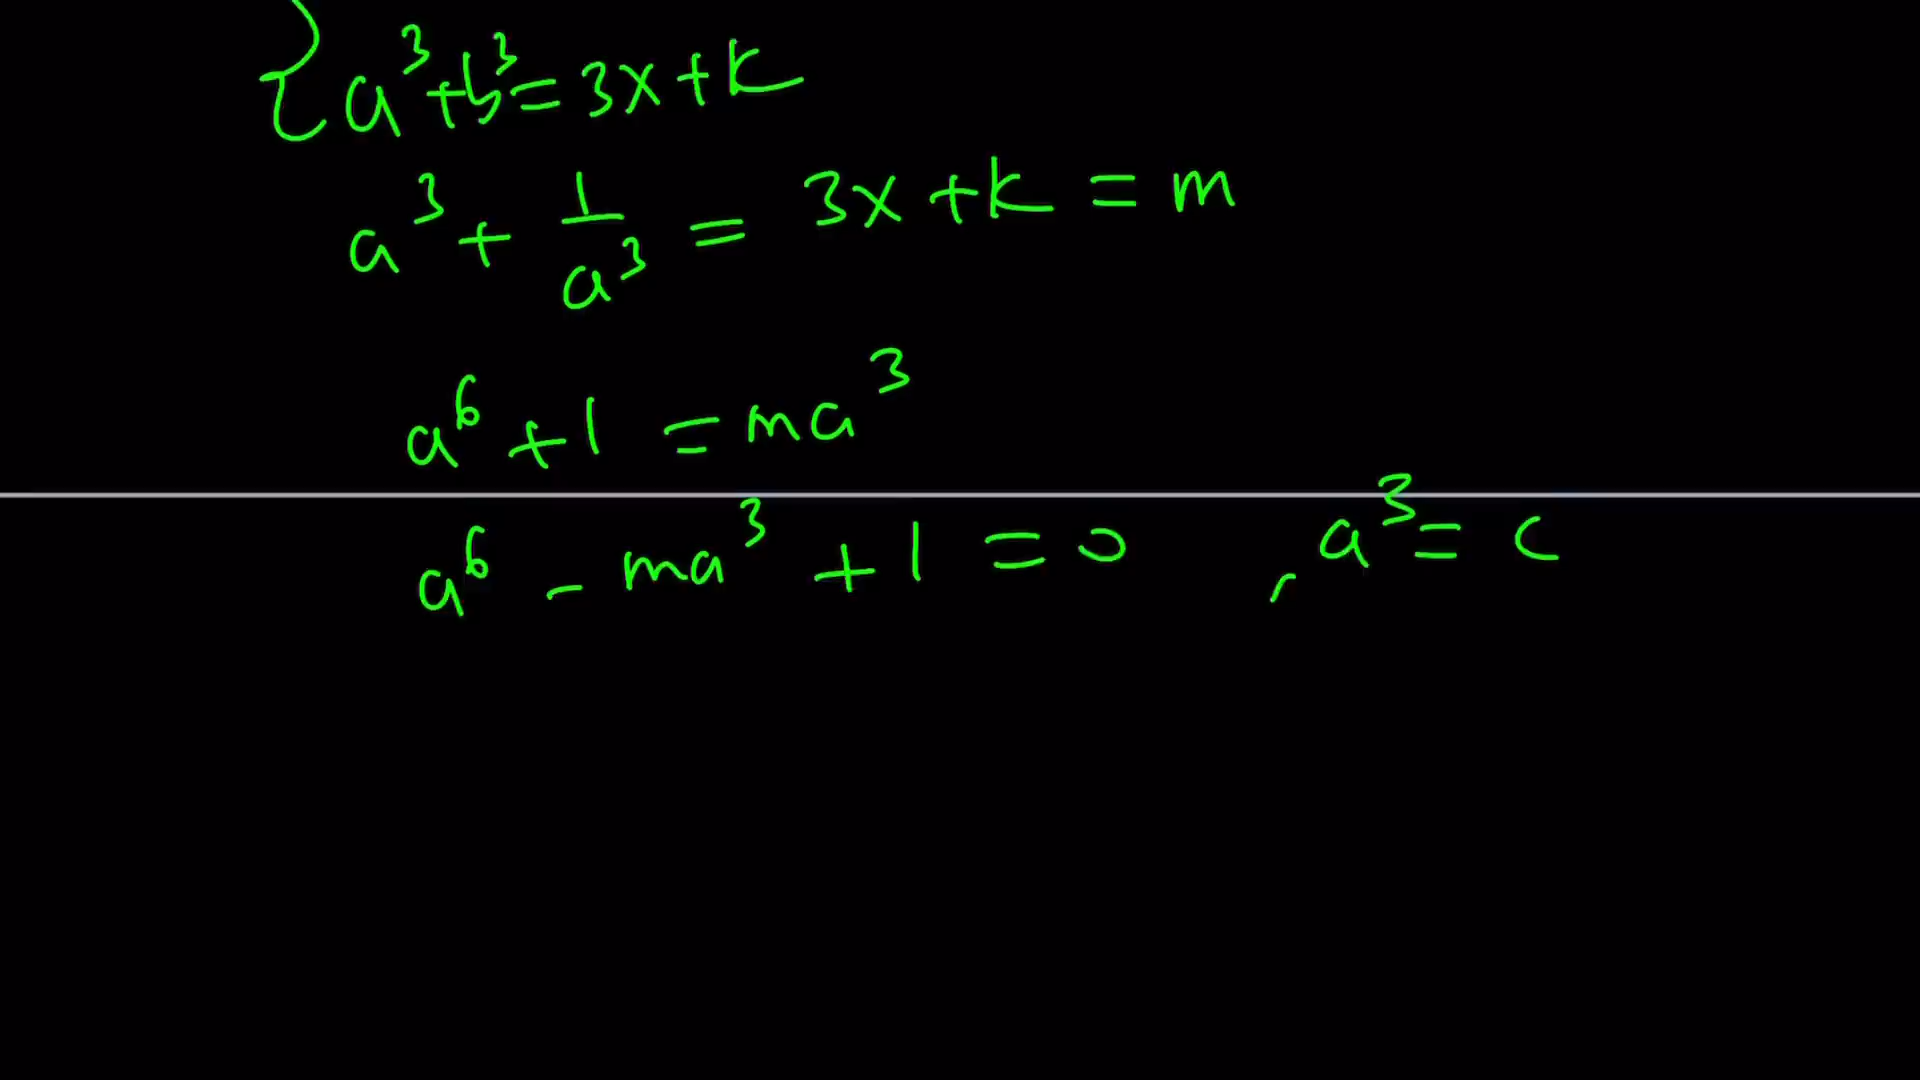 a³+b³=3x+k
a³ + 1/a³ = 3x+k = m
a⁶ + 1 = ma³
a⁶ - ma³ + 1 = 0 , a³ = c